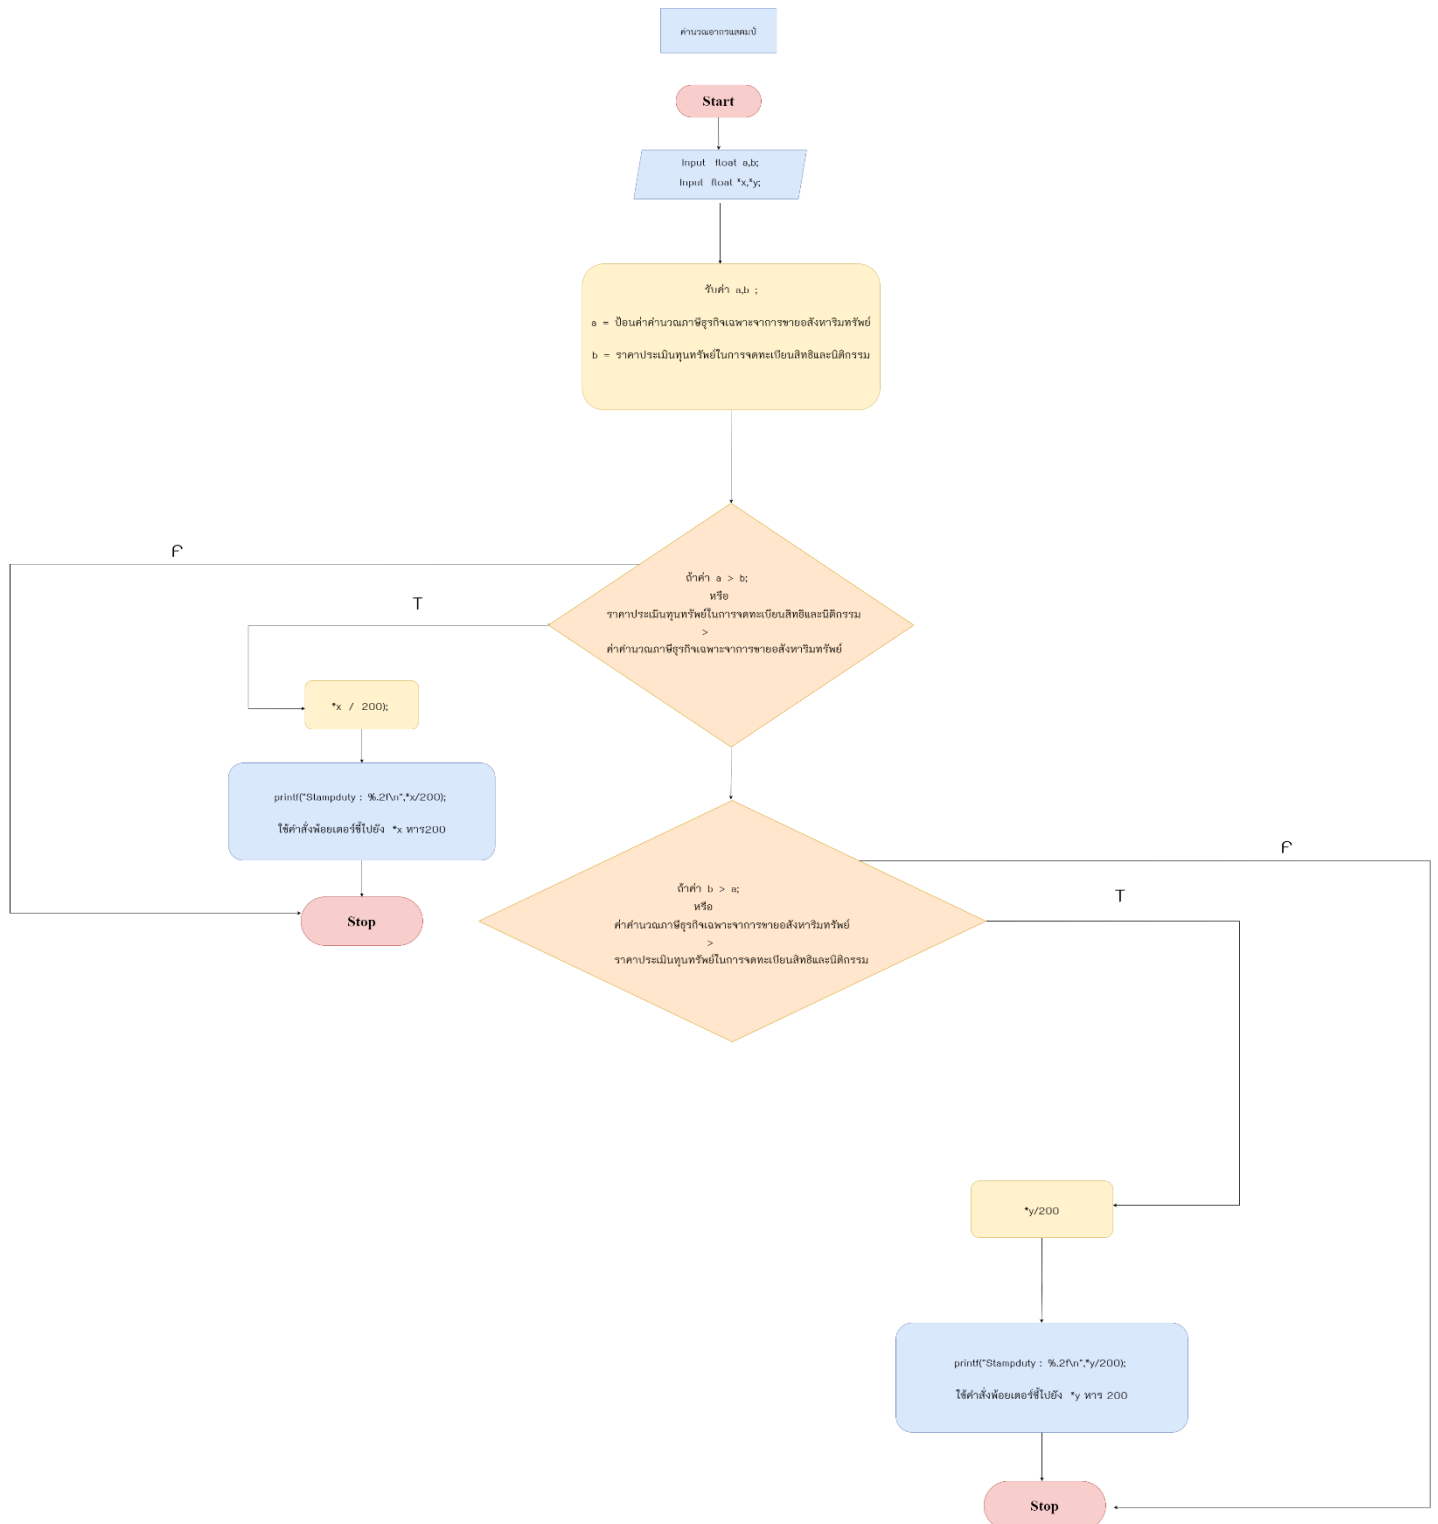 คำนวณอากรแสตมป์
Start
Input float a,b;
Input float *x,*y;
รับค่า a,b ;
a = ป้อนค่าคำนวณภาษีธุรกิจเฉพาะจาการขายอสังหาริมทรัพย์
b = ราคาประเมินทุนทรัพย์ในการจดทะเบียนสิทธิและนิติกรรม
F
T
ถ้าค่า a > b;
หรือ
ราคาประเมินทุนทรัพย์ในการจดทะเบียนสิทธิและนิติกรรม
>
ค่าคำนวณภาษีธุรกิจเฉพาะจาการขายอสังหาริมทรัพย์
*x / 200);
printf("Stampduty : %.2f\n",*x/200);
ใช้คำสั่งพ้อยเตอร์ชี้ไปยัง *x หาร200
Stop
ถ้าค่า b > a;
หรือ
ค่าคำนวณภาษีธุรกิจเฉพาะจาการขายอสังหาริมทรัพย์
>
ราคาประเมินทุนทรัพย์ในการจดทะเบียนสิทธิและนิติกรรม
F
T
*y/200
printf("Stampduty : %.2f\n",*y/200);
ใช้คำสั่งพ้อยเตอร์ชี้ไปยัง *y หาร 200
Stop